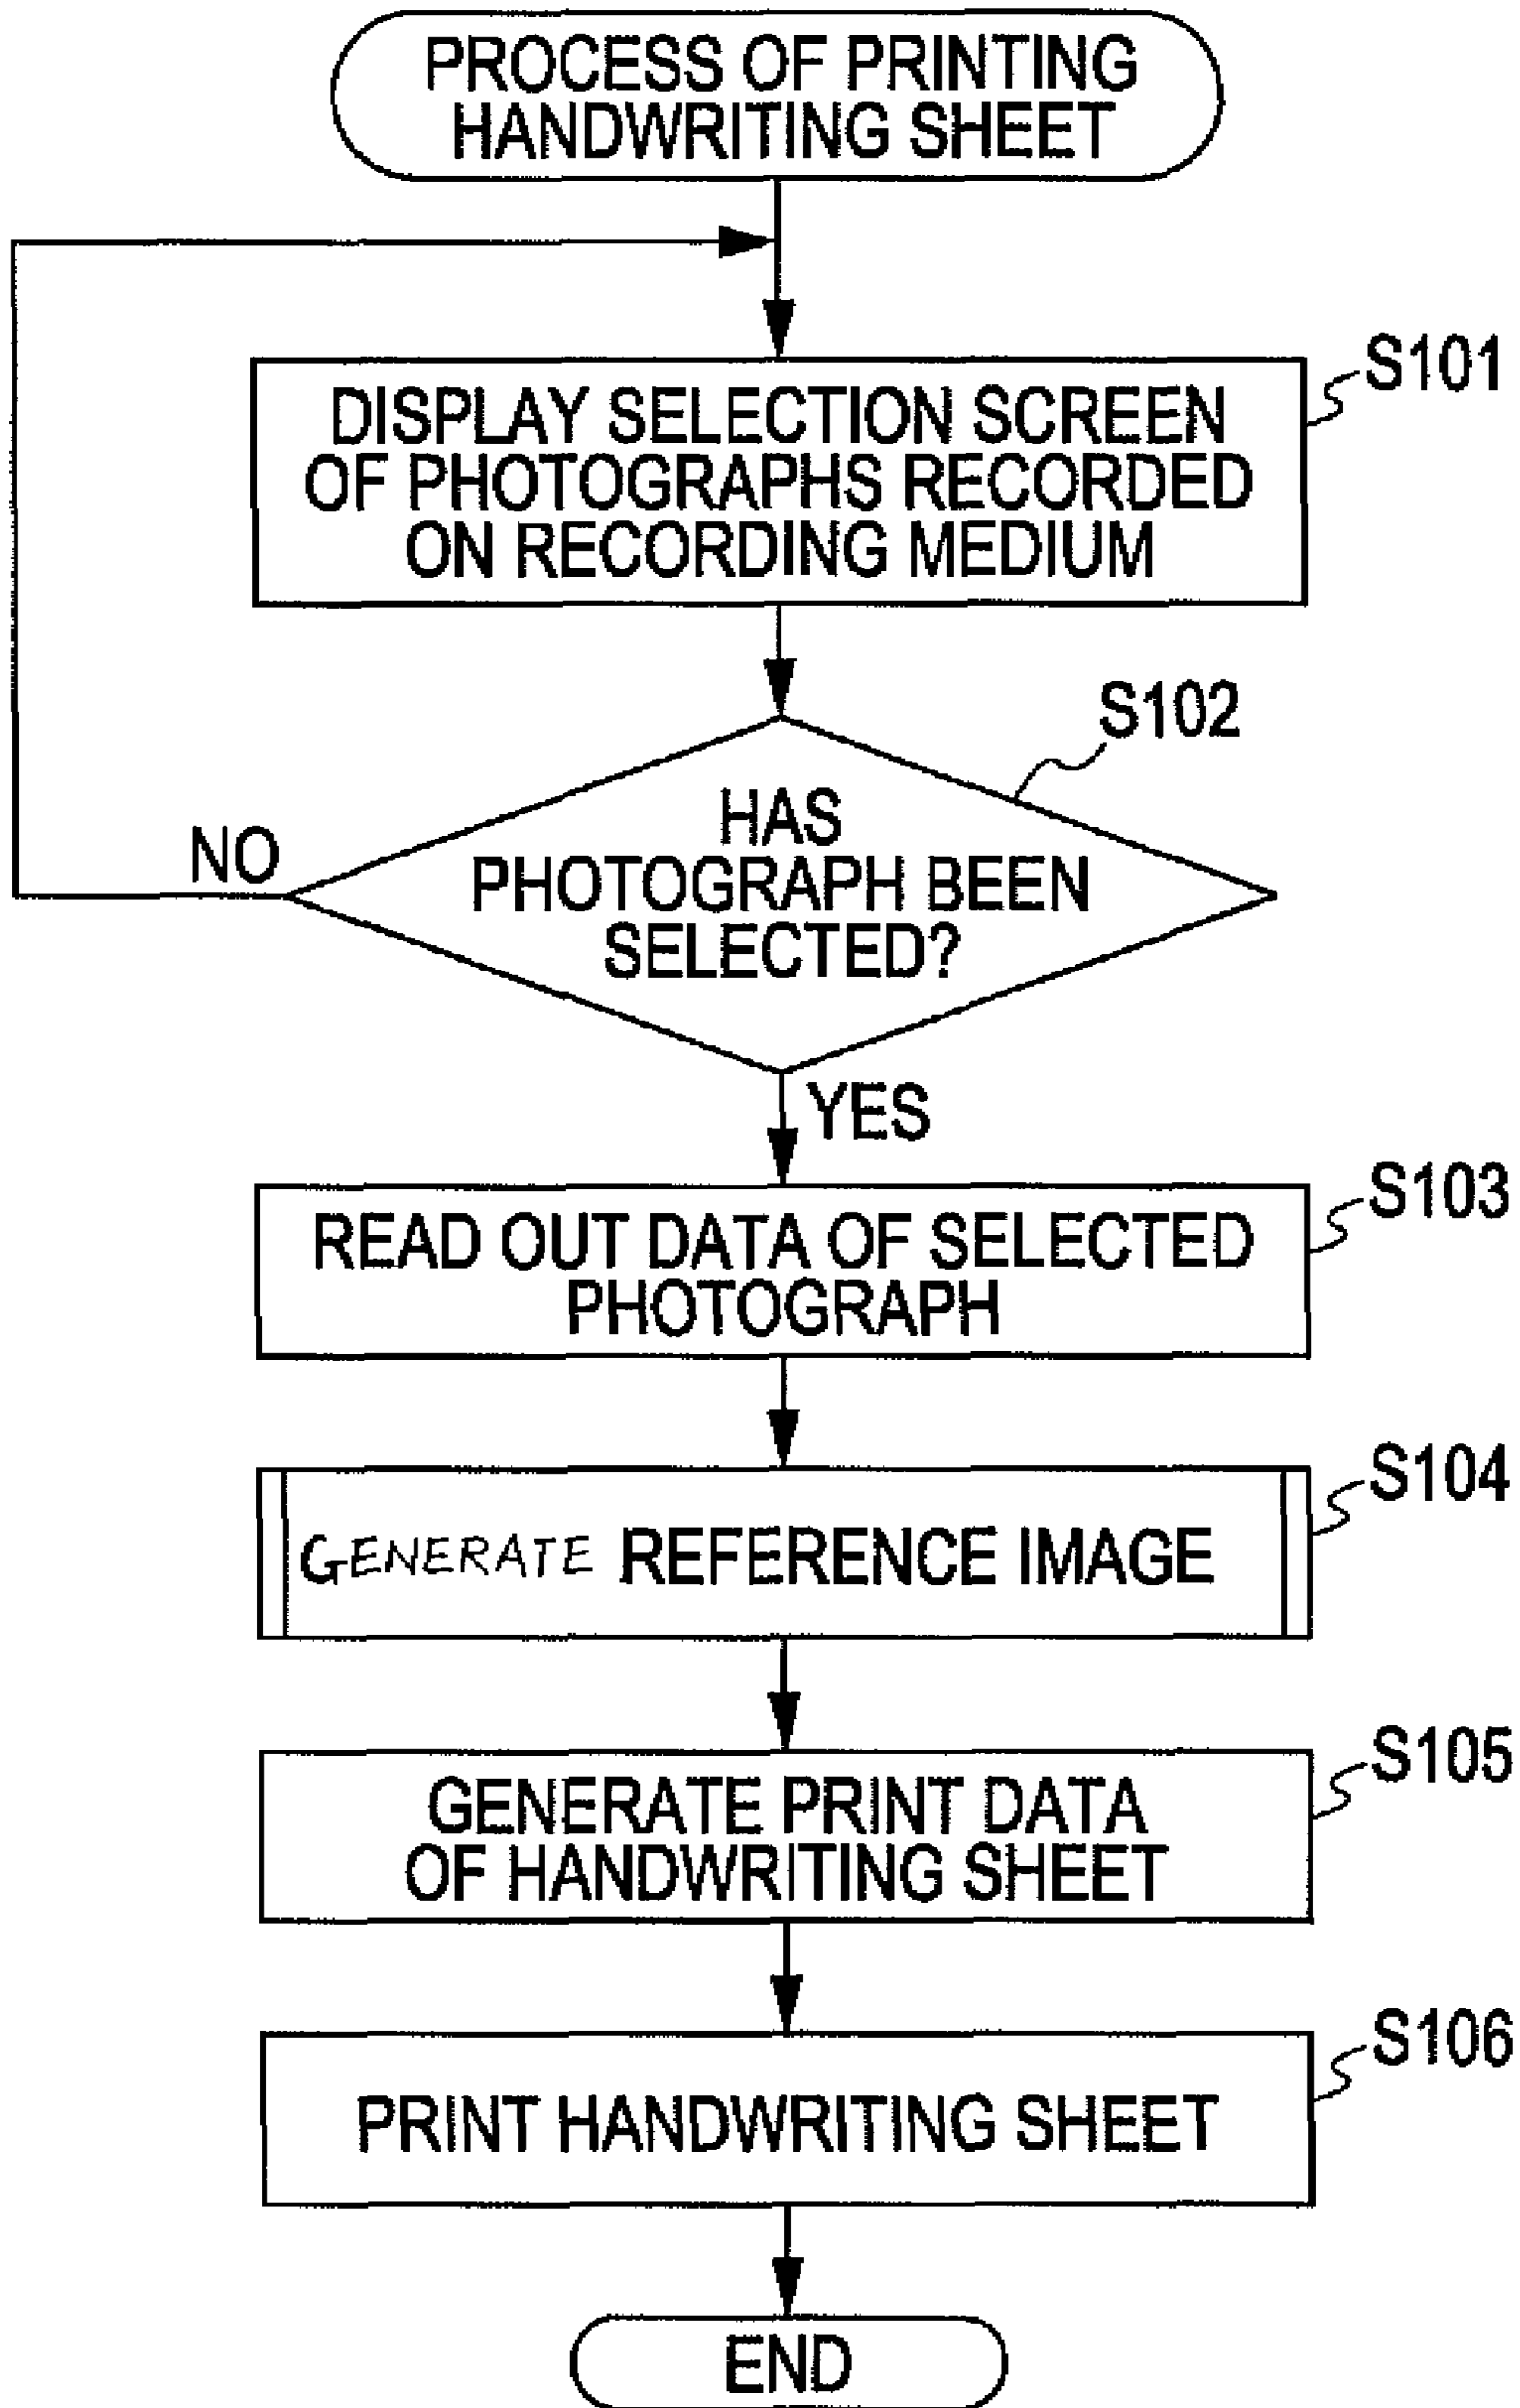 PROCESS OF PRINTING
HANDWRITING SHEET
S101
DISPLAY SELECTION SCREEN
OF PHOTOGRAPHS RECORDED
ON RECORDING MEDIUM
S102
HAS
PHOTOGRAPH BEEN
SELECTED?
NO
YES
S103
READ OUT DATA OF SELECTED
PHOTOGRAPH
S104
GENERATE REFERENCE IMAGE
S105
GENERATE PRINT DATA
OF HANDWRITING SHEET
S106
PRINT HANDWRITING SHEET
END